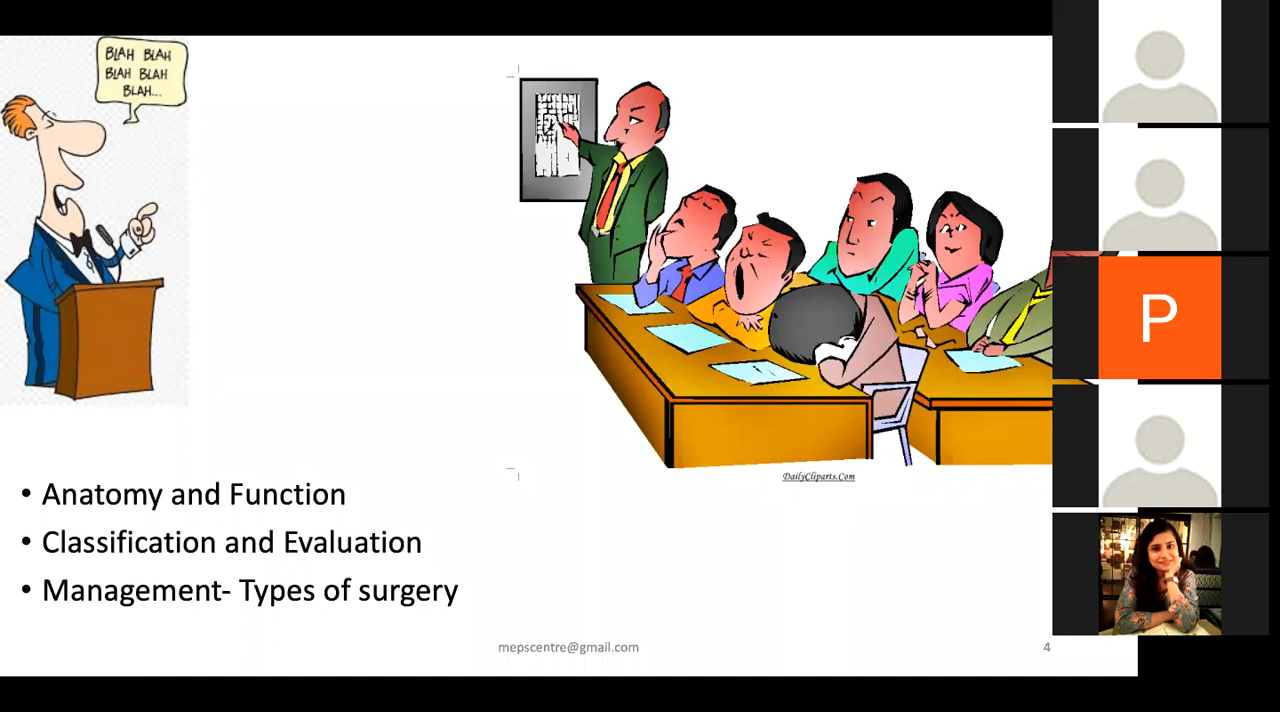 BLAH BLAH
BLAH BLAH
BLAH...
DailyCliparts.Com
• Anatomy and Function
• Classification and Evaluation
• Management- Types of surgery
mepscentre@gmail.com
4
P